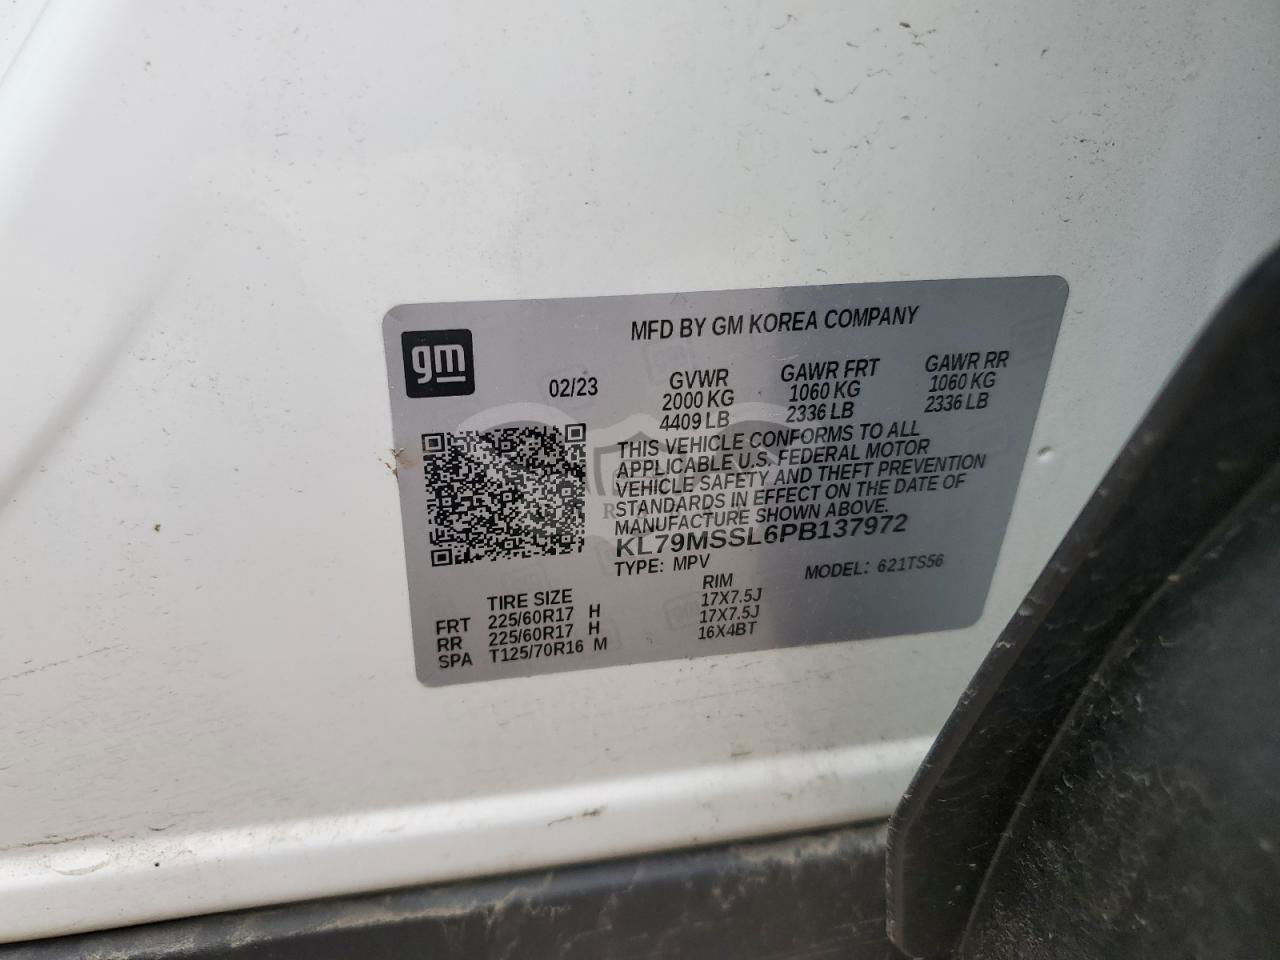 gm
MFD BY GM KOREA COMPANY
02/23
GVWR
2000 KG
4409 LB
GAWR FRT
1060 KG
2336 LB
GAWR RR
1060 KG
2336 LB
THIS VEHICLE CONFORMS TO ALL
APPLICABLE U.S. FEDERAL MOTOR
VEHICLE SAFETY AND THEFT PREVENTION
STANDARDS IN EFFECT ON THE DATE OF
MANUFACTURE SHOWN ABOVE.
KL79MSSL6PB137972
TYPE: MPV MODEL: 621TS56
TIRE SIZE RIM
FRT 225/60R17 H 17X7.5J
RR 225/60R17 H 17X7.5J
SPA T125/70R16 M 16X4BT